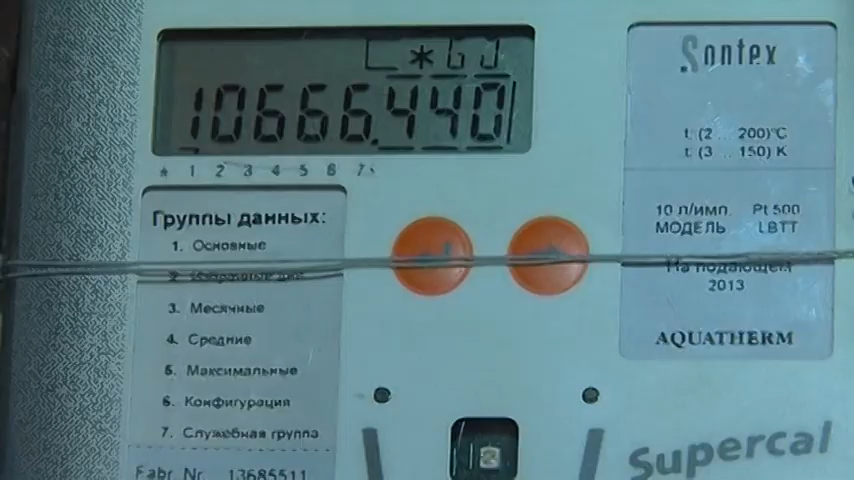 * GJ
10666.440
* 1 2 3 4 5 6 7
Группы данных:
1. Основные
2.
3. Месячные
4. Средние
5. Максимальные
6. Конфигурация
7. Служебная группа
Fabr. Nr. 13685511
Sontex
t (2 ... 200)°C
t (3 ... 150) K
10 л/имп. Pt 500
МОДЕЛЬ LBTT
На подающем
2013
AQUATHERM
Supercal